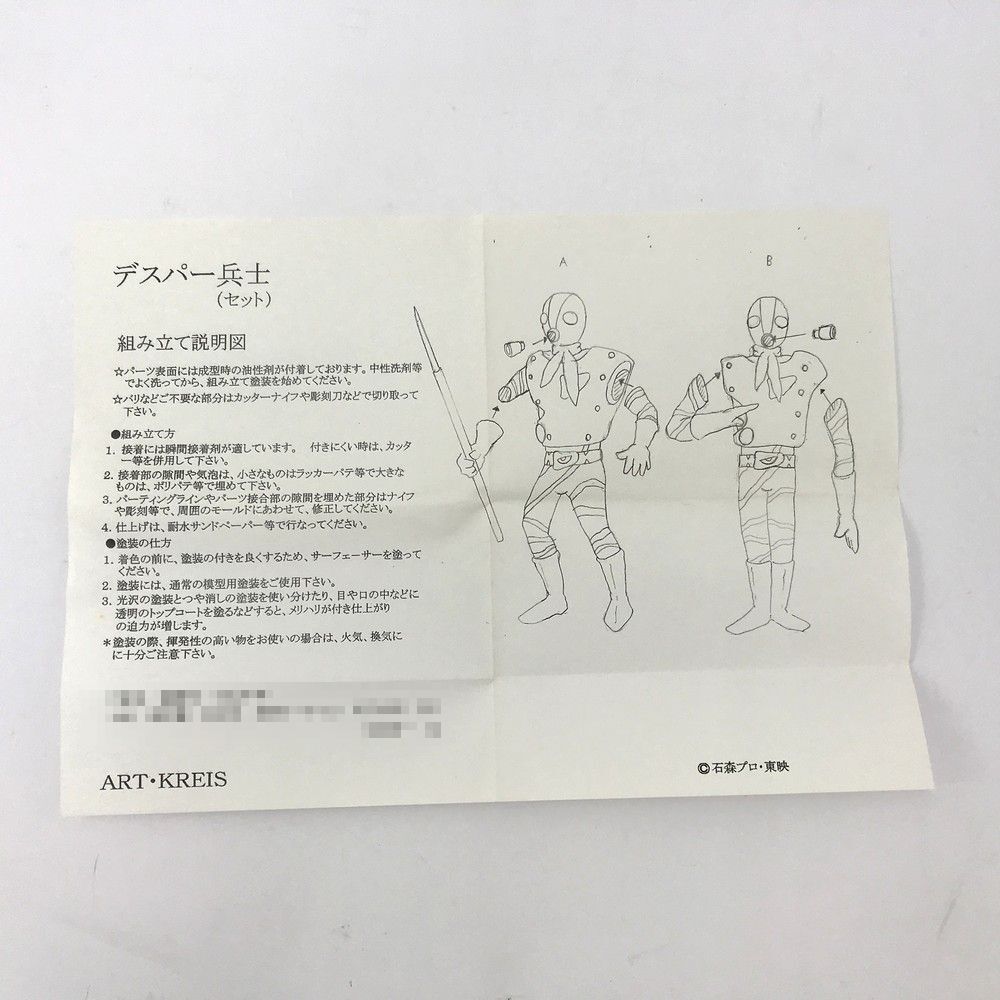 デスパー兵士
(セット)
組み立て説明図
☆パーツ表面には成型時の油性剤が付着しております。中性洗剤等
でよく洗ってから、組み立て塗装を始めてください。
☆バリなどご不要な部分はカッターナイフや彫刻刀などで切り取って
下さい。
●組み立て方
1. 接着には瞬間接着剤が適しています。 付きにくい時は、カッタ
ー等を併用して下さい。
2. 接着部の隙間や気泡は、小さなものはラッカーパテ等で大きな
ものは、ポリパテ等で埋めて下さい。
3. パーティングラインやパーツ接合部の隙間を埋めた部分はナイフ
や彫刻等で、周囲のモールドにあわせて、修正してください。
4. 仕上げは、耐水サンドペーパー等で行なってください。
●塗装の仕方
1. 着色の前に、塗装の付きを良くするため、サーフェーサーを塗って
ください。
2. 塗装には、通常の模型用塗装をご使用下さい。
3. 光沢の塗装とつや消しの塗装を使い分けたり、目や口の中などに
透明のトップコートを塗るなどすると、メリハリが付き仕上がり
の迫力が増します。
*塗装の際、揮発性の高い物をお使いの場合は、火気、換気に
に十分ご注意下さい。
ART・KREIS
A
B
©石森プロ・東映